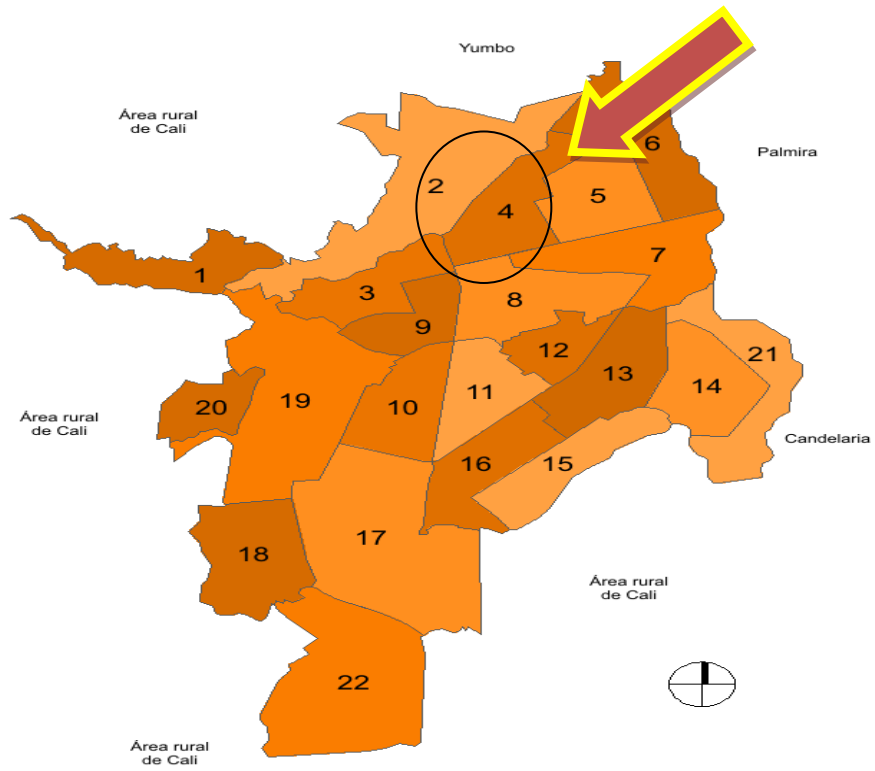 Yumbo
Área rural
de Cali
6
Palmira
2
5
4
7
1
3
8
9
12
21
13
14
11
19
20
10
Área rural
de Cali
Candelaria
16
15
17
18
Área rural
de Cali
22
Área rural
de Cali